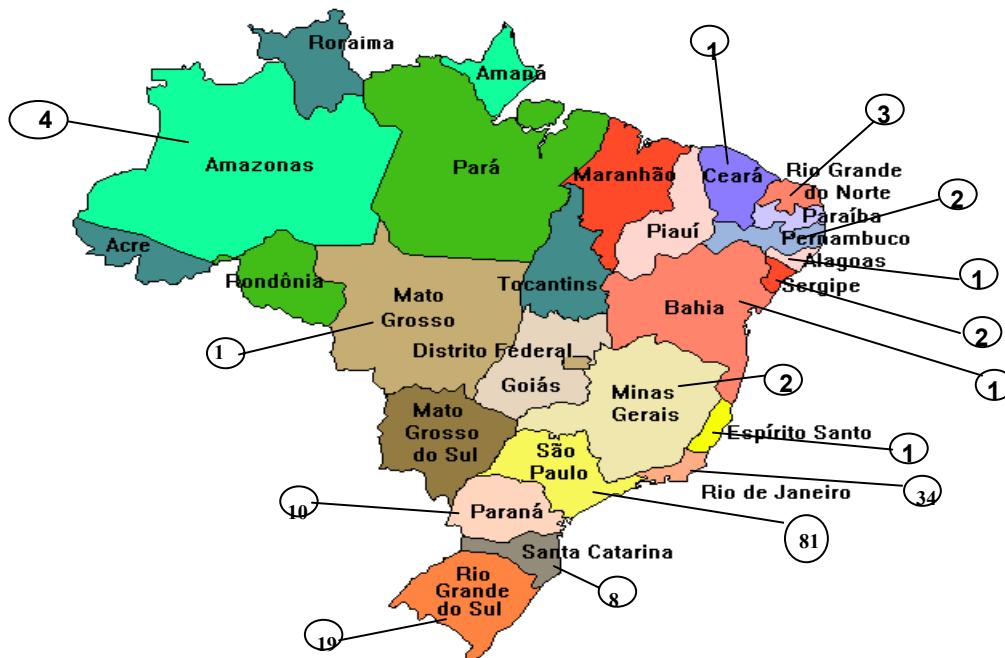 Roraima
1
Amapá
4
3
Amazonas
Pará
Maranhão
Ceará
Rio Grande
do Norte
2
Paraíba
Piauí
Pernambuco
Acre
Alagoas
1
Rondônia
Tocantins
Sergipe
Mato
Grosso
Bahia
2
1
Distrito Federal
Goiás
Minas
Gerais
2
1
Mato
Grosso
do Sul
Espírito Santo
1
São
Paulo
Rio de Janeiro
34
10
Paraná
81
Santa Catarina
Rio
Grande
do Sul
8
19